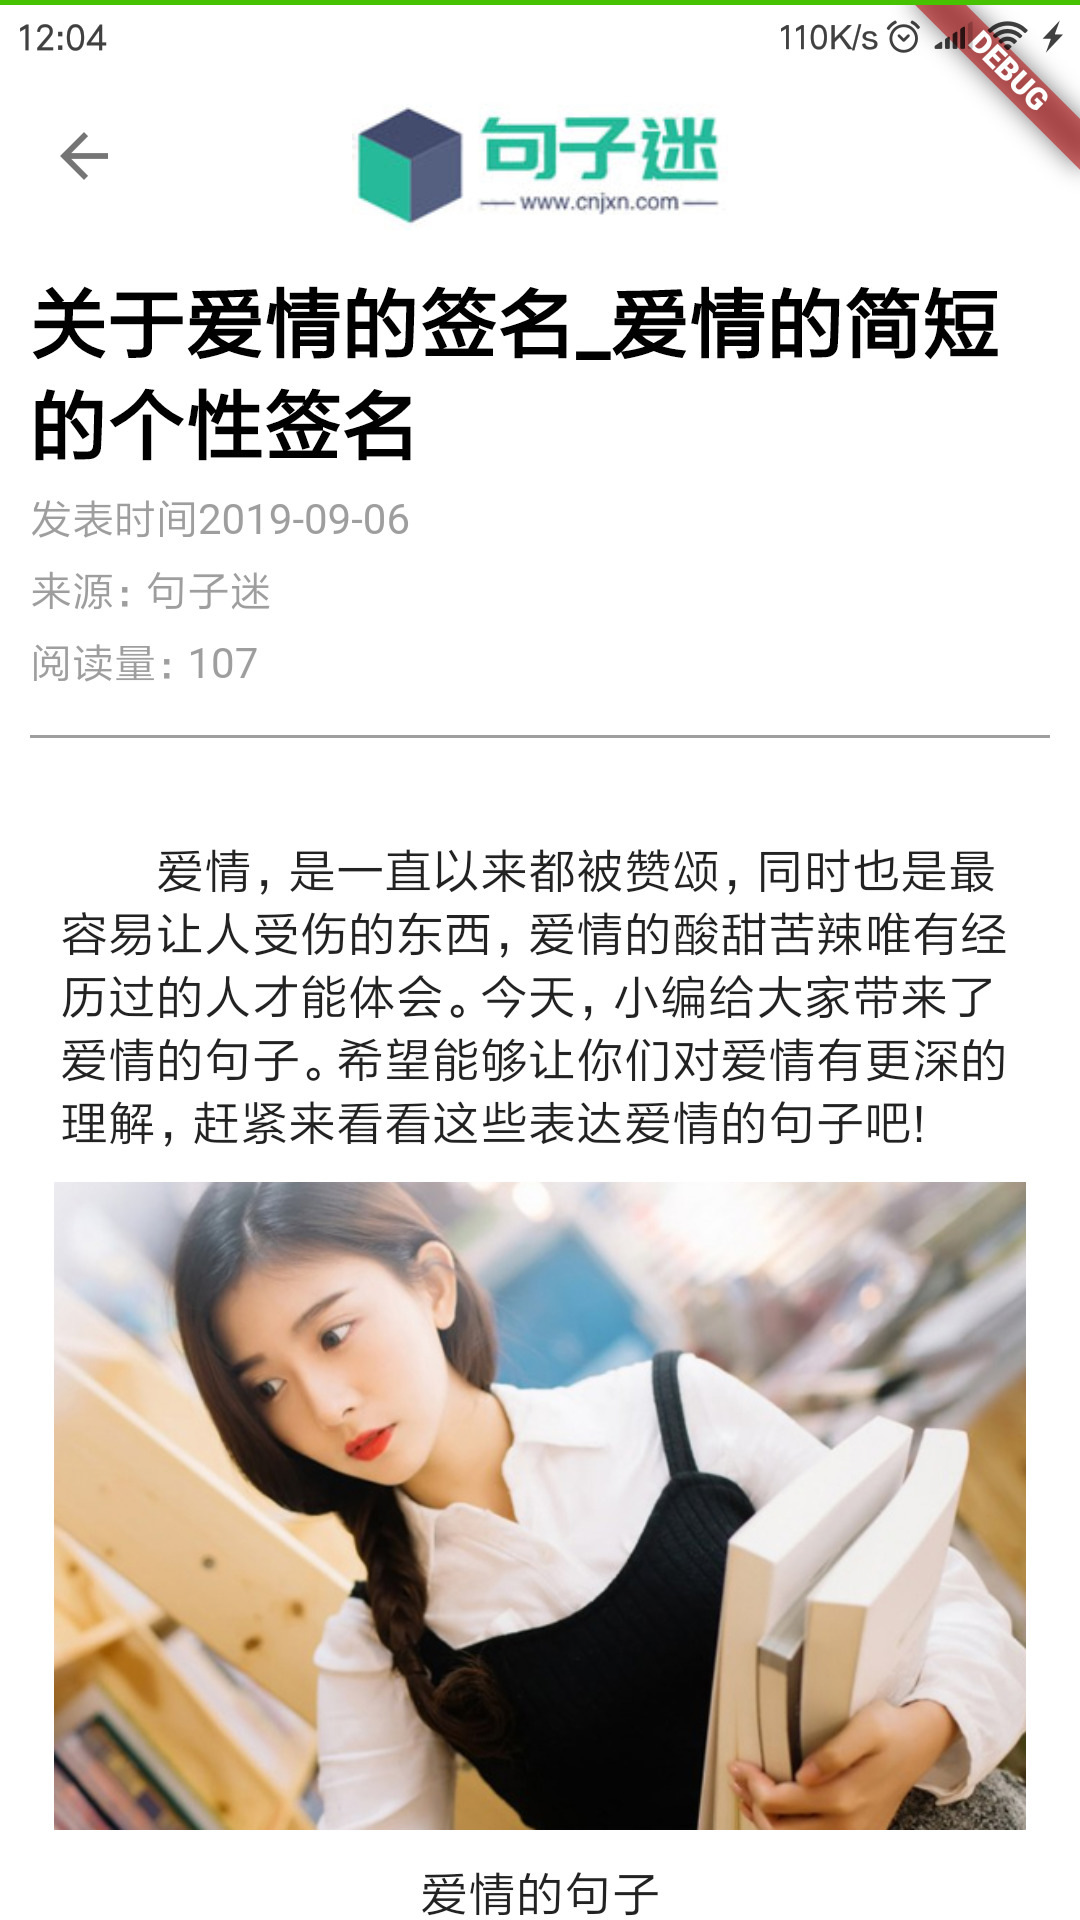 12:04
110K/s
DEBUG
句子迷
www.cnjxn.com
关于爱情的签名_爱情的简短
的个性签名
发表时间2019-09-06
来源：句子迷
阅读量：107
爱情，是一直以来都被赞颂，同时也是最
容易让人受伤的东西，爱情的酸甜苦辣唯有经
历过的人才能体会。今天，小编给大家带来了
爱情的句子。希望能够让你们对爱情有更深的
理解，赶紧来看看这些表达爱情的句子吧！
爱情的句子